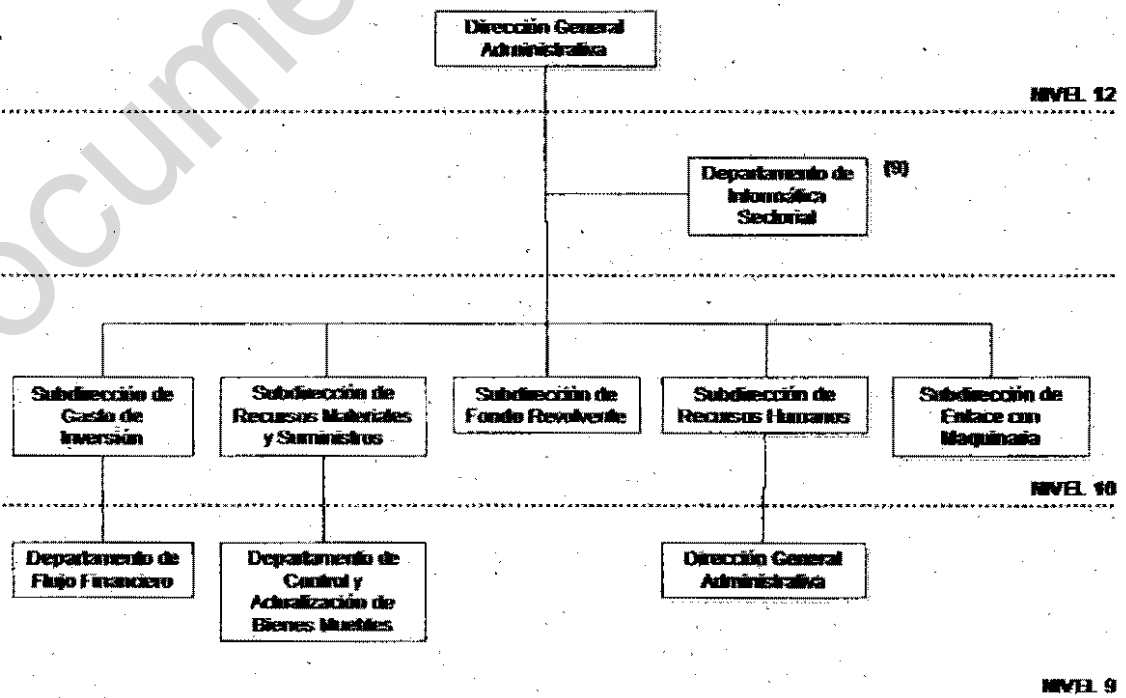 Dirección General
Administrativa
NIVEL 12
Departamento de
Informática
Sectorial
(9)
Subdirección de
Gasto de
Inversión
Subdirección de
Recursos Materiales
y Suministros
Subdirección de
Fondo Revolvente
Subdirección de
Recursos Humanos
Subdirección de
Enlace con
Maquinaria
NIVEL 10
Departamento de
Flujo Financiero
Departamento de
Control y
Actualización de
Bienes Muebles
Dirección General
Administrativa
NIVEL 9
ocume